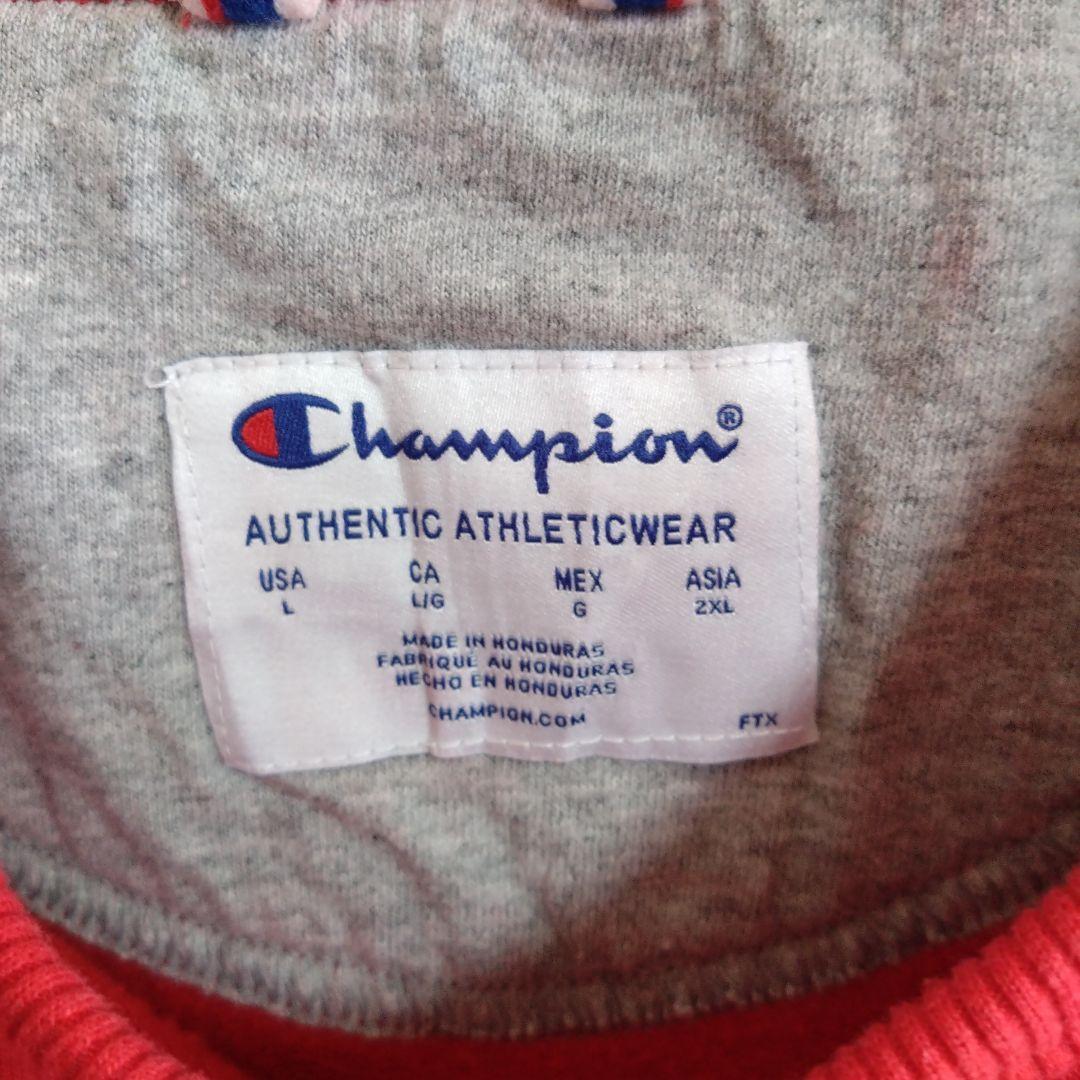 Champion®
AUTHENTIC ATHLETICWEAR
USA CA MEX ASIA
L L/G G 2XL
MADE IN HONDURAS
FABRIQUÉ AU HONDURAS
HECHO EN HONDURAS
CHAMPION.COM FTX